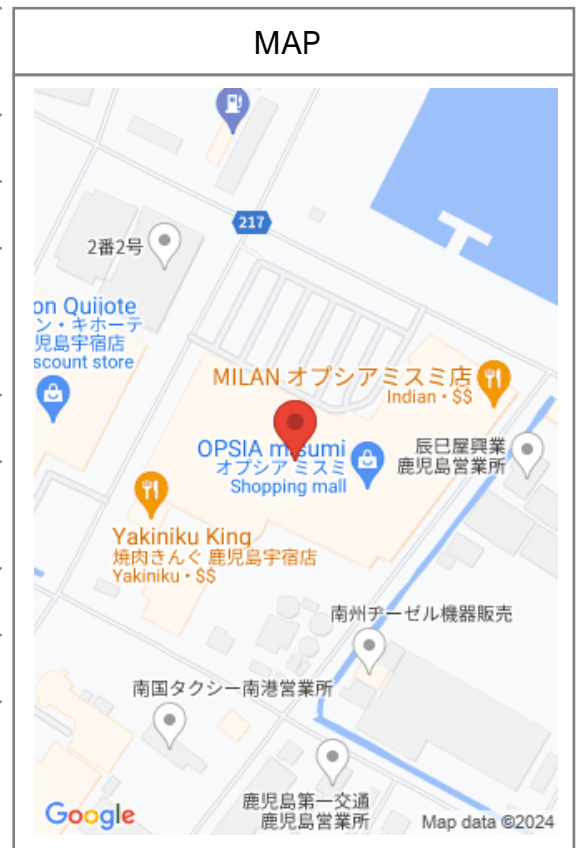 MAP
217
2番2号
on Quijote
ン・キホーテ
児島宇宿店
scount store
MILAN オプシアミスミ店
Indian・$$
OPSIA misumi
オプシア ミスミ
Shopping mall
辰巳屋興業
鹿児島営業所
Yakiniku King
焼肉きんぐ 鹿児島宇宿店
Yakiniku・$$
南州ヂーゼル機器販売
南国タクシー南港営業所
鹿児島第一交通
鹿児島営業所
Google
Map data ©2024